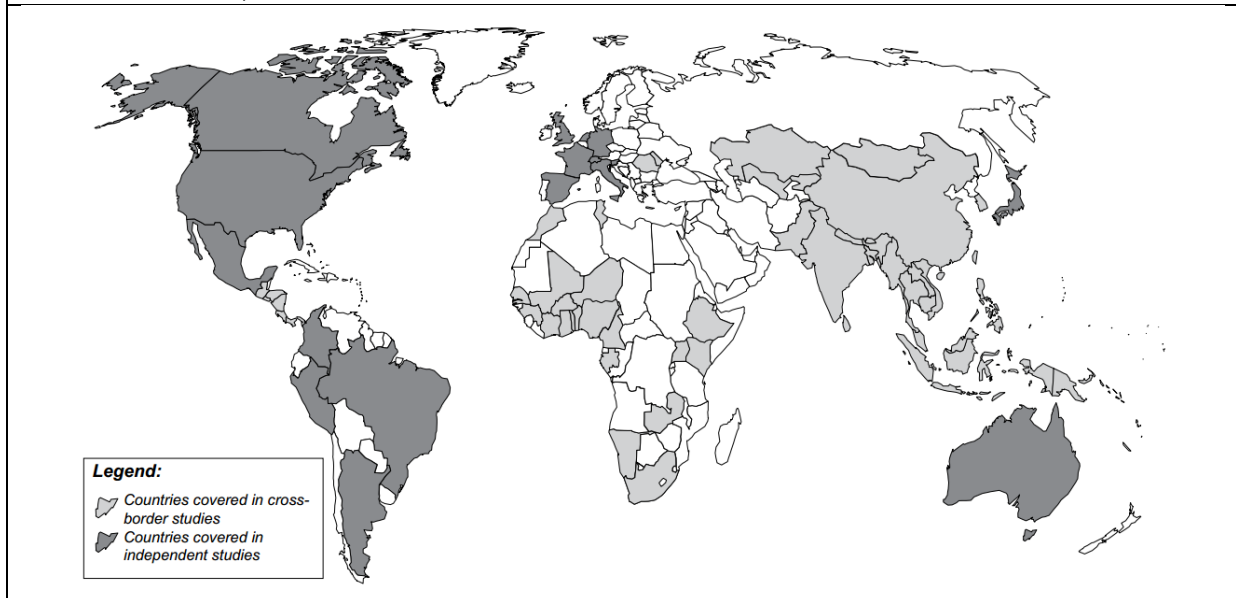 Legend:
Countries covered in cross-
border studies
Countries covered in
independent studies